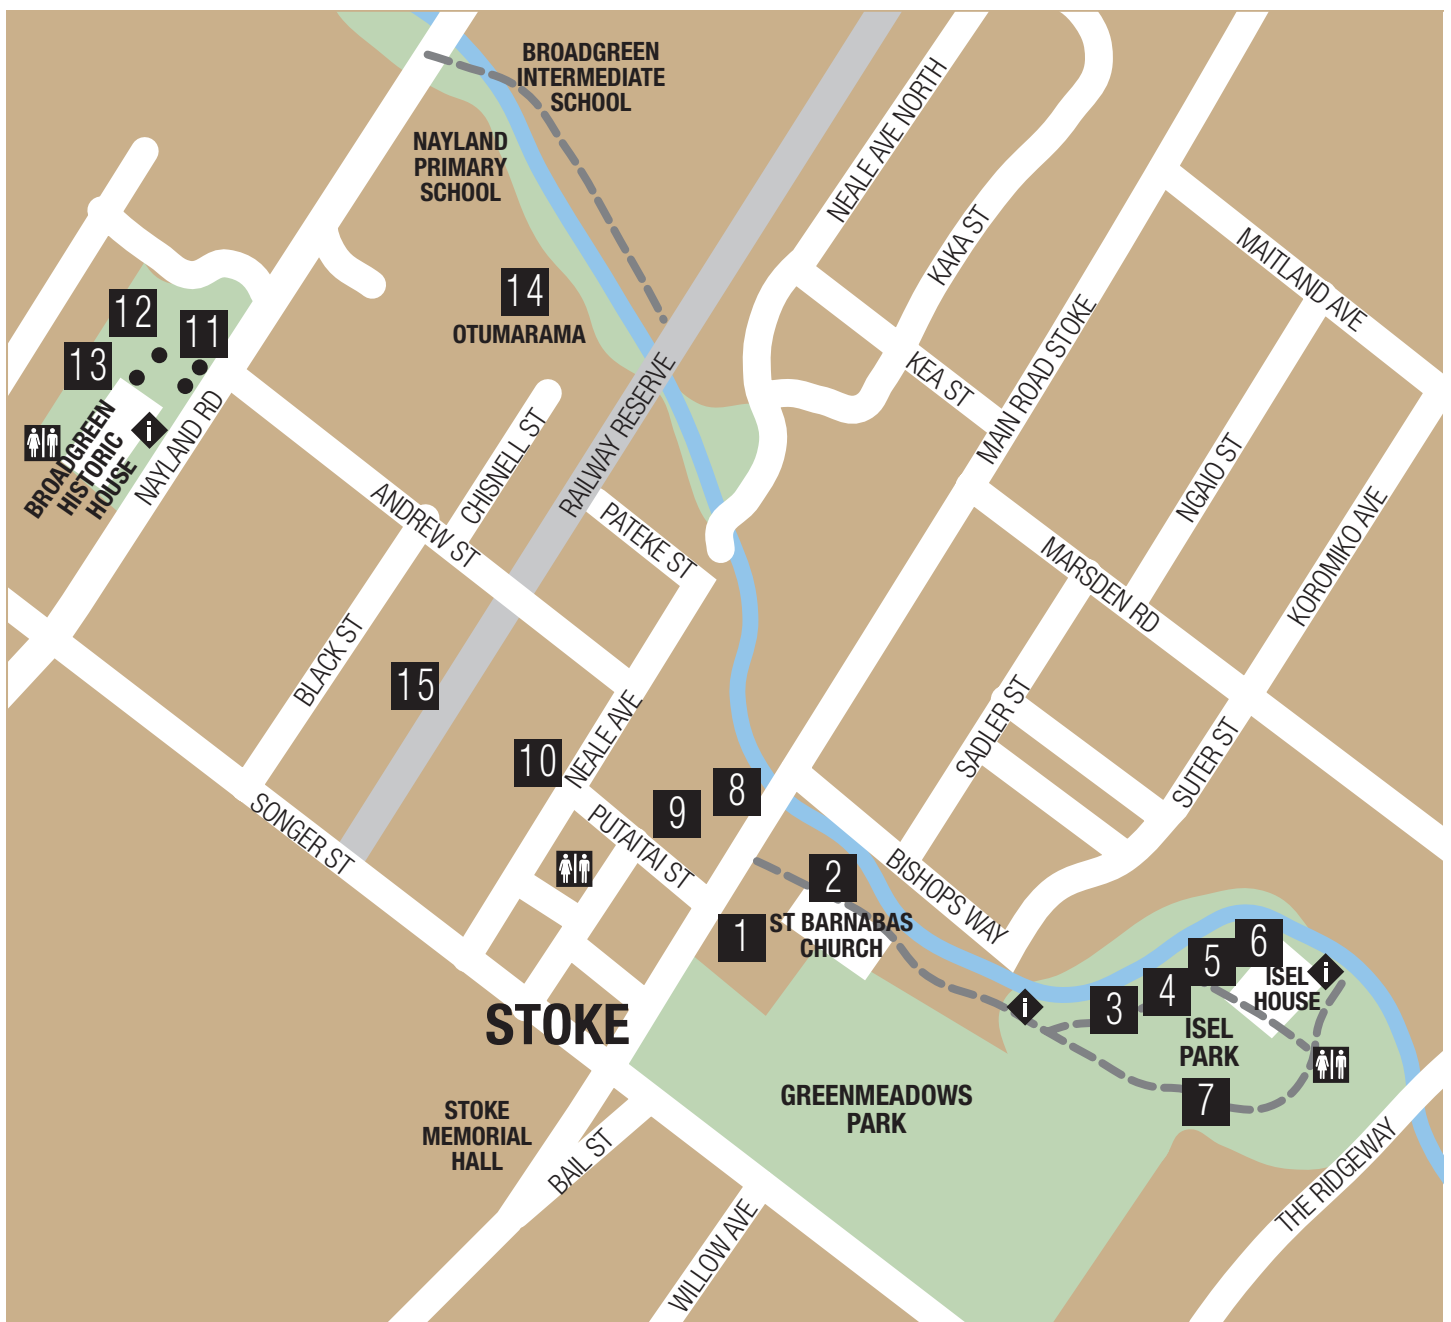 BROADGREEN
INTERMEDIATE
SCHOOL
NAYLAND
PRIMARY
SCHOOL
NEALE AVE NORTH
KAKA ST
MAITLAND AVE
14
OTUMARAMA
12
11
13
KEA ST
MAIN ROAD STOKE
RAILWAY RESERVE
BROADGREEN
HISTORIC
HOUSE
i
NAYLAND RD
CHISNELL ST
ANDREW ST
PATEKE ST
NGAIO ST
KOROMIKO AVE
MARSDEN RD
BLACK ST
15
NEALE AVE
SADLER ST
SUTER ST
10
9
8
SONGER ST
PUTAITAI ST
BISHOPS WAY
2
1
ST BARNABAS
CHURCH
6
5
4
3
i
i
ISEL
HOUSE
ISEL
PARK
7
STOKE
GREENMEADOWS
PARK
STOKE
MEMORIAL
HALL
BAIL ST
WILLOW AVE
THE RIDGEWAY